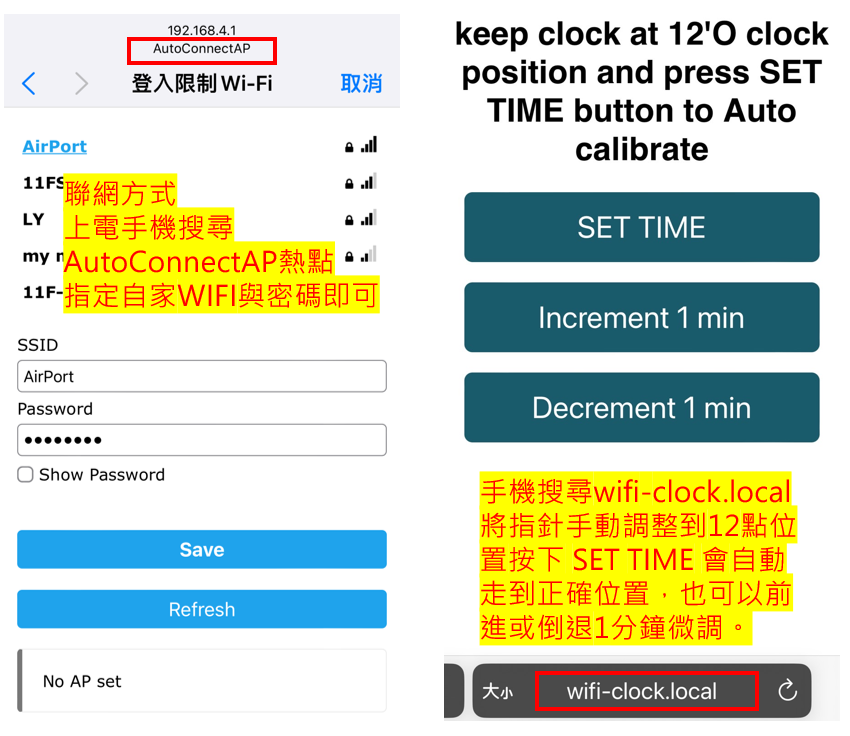 192.168.4.1
AutoConnectAP
登入限制 Wi-Fi
取消
AirPort
11FS
LY
my n
11F-
聯網方式
上電手機搜尋
AutoConnectAP熱點
指定自家WIFI與密碼即可
SSID
AirPort
Password
••••••••
Show Password
Save
Refresh
No AP set
keep clock at 12'O clock
position and press SET
TIME button to Auto
calibrate
SET TIME
Increment 1 min
Decrement 1 min
手機搜尋wifi-clock.local
將指針手動調整到12點位
置按下 SET TIME 會自動
走到正確位置，也可以前
進或倒退1分鐘微調。
大小 wifi-clock.local